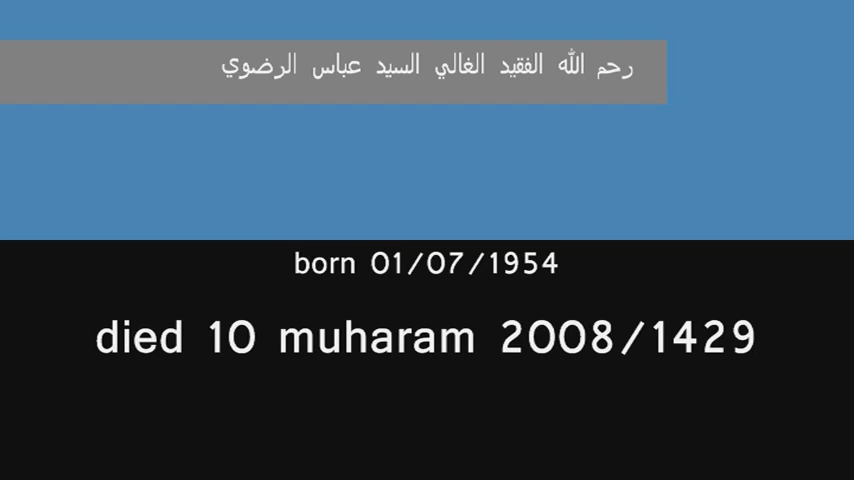 رحم الله الفقيد الغالي السيد عباس الرضوي
born 01/07/1954
died 10 muharam 2008/1429